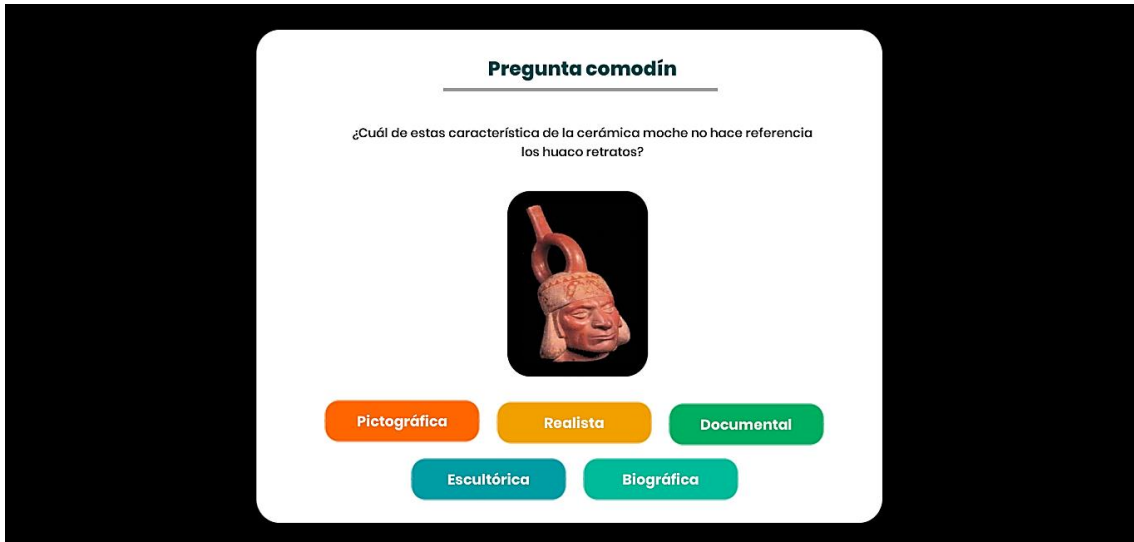 Pregunta comodín
¿Cuál de estas característica de la cerámica moche no hace referencia
los huaco retratos?
Pictográfica
Realista
Documental
Escultórica
Biográfica